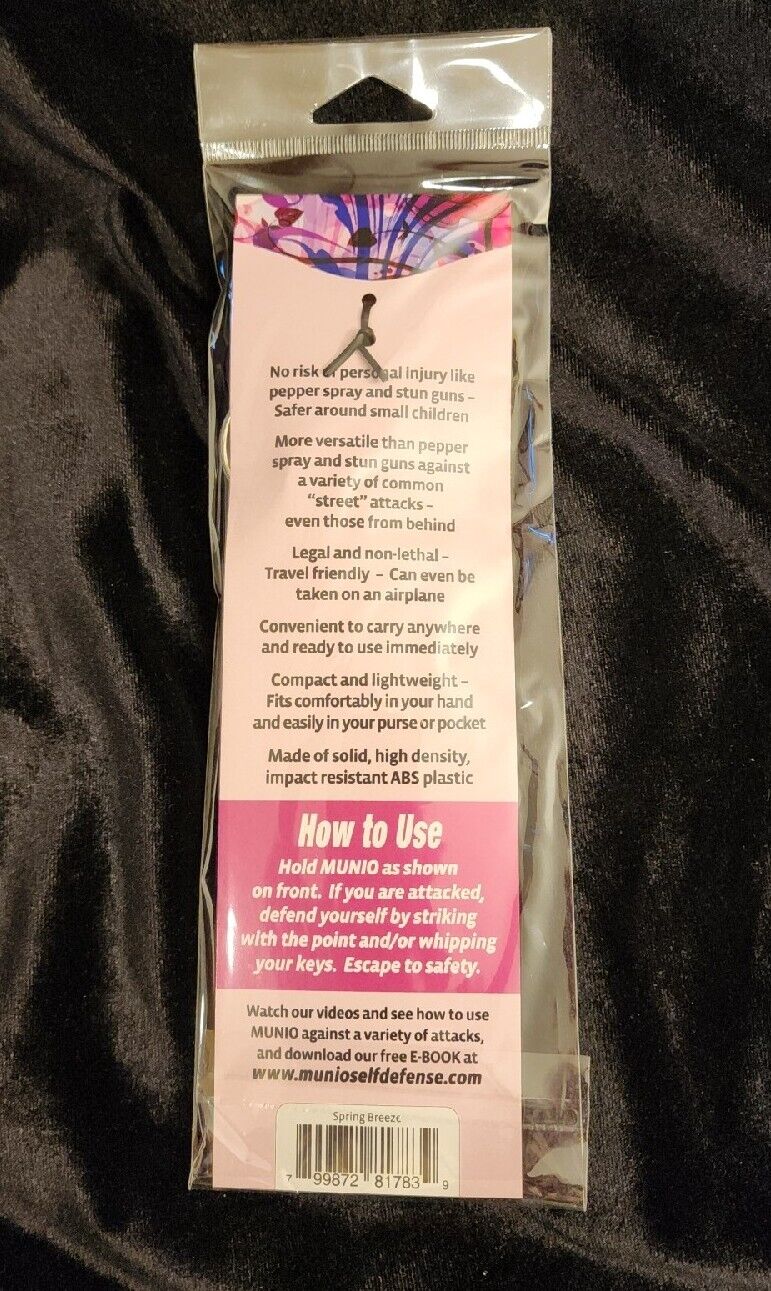 No risk of personal injury like
pepper spray and stun guns –
Safer around small children
More versatile than pepper
spray and stun guns against
a variety of common
“street” attacks –
even those from behind
Legal and non-lethal –
Travel friendly – Can even be
taken on an airplane
Convenient to carry anywhere
and ready to use immediately
Compact and lightweight –
Fits comfortably in your hand
and easily in your purse or pocket
Made of solid, high density,
impact resistant ABS plastic
How to Use
Hold MUNIO as shown
on front. If you are attacked,
defend yourself by striking
with the point and/or whipping
your keys. Escape to safety.
Watch our videos and see how to use
MUNIO against a variety of attacks,
and download our free E-BOOK at
www.munioselfdefense.com
Spring Breeze
7 99872 81783 9